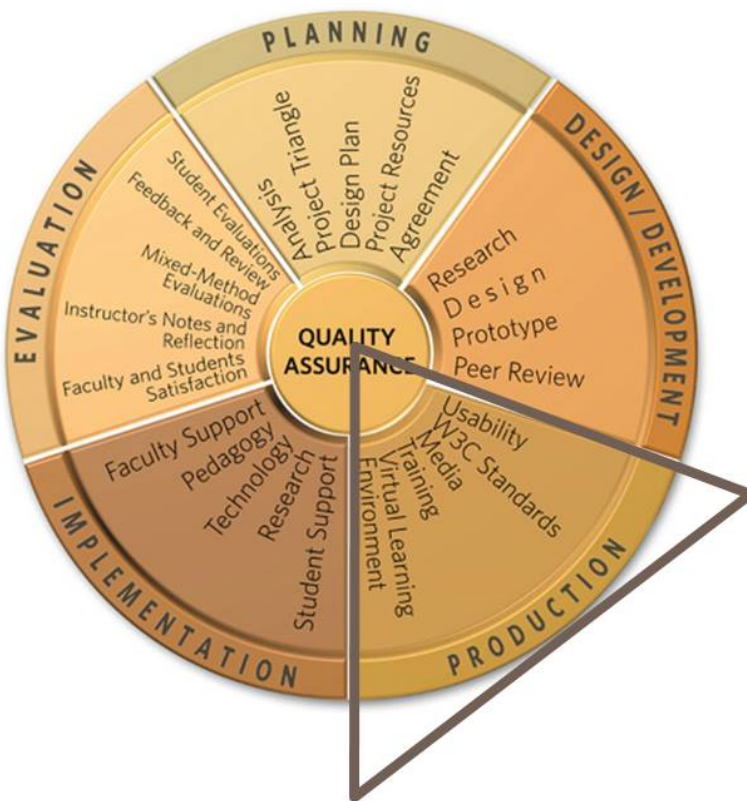 PLANNING
Analysis
Project Triangle
Design Plan
Project Resources
Agreement
DESIGN/DEVELOPMENT
Research
Design
Prototype
Peer Review
PRODUCTION
Usability
W3C Standards
Media
Training
Virtual Learning
Environment
IMPLEMENTATION
Faculty Support
Pedagogy
Technology
Research
Student Support
EVALUATION
Student Evaluations
Feedback and Review
Mixed-Method
Evaluations
Instructor's Notes and
Reflection
Faculty and Students
Satisfaction
QUALITY
ASSURANCE